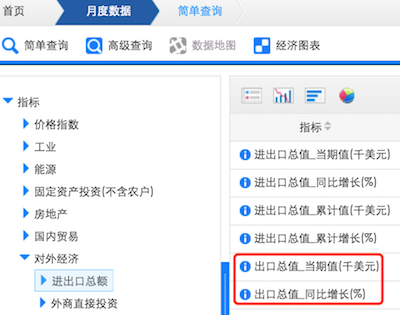 首页
月度数据
简单查询
简单查询
高级查询
数据地图
经济图表
指标
价格指数
工业
能源
固定资产投资(不含农户)
房地产
国内贸易
对外经济
进出口总额
外商直接投资
指标
进出口总值_当期值(千美元)
进出口总值_同比增长(%)
进出口总值_累计值(千美元)
进出口总值_累计增长(%)
出口总值_当期值(千美元)
出口总值_同比增长(%)